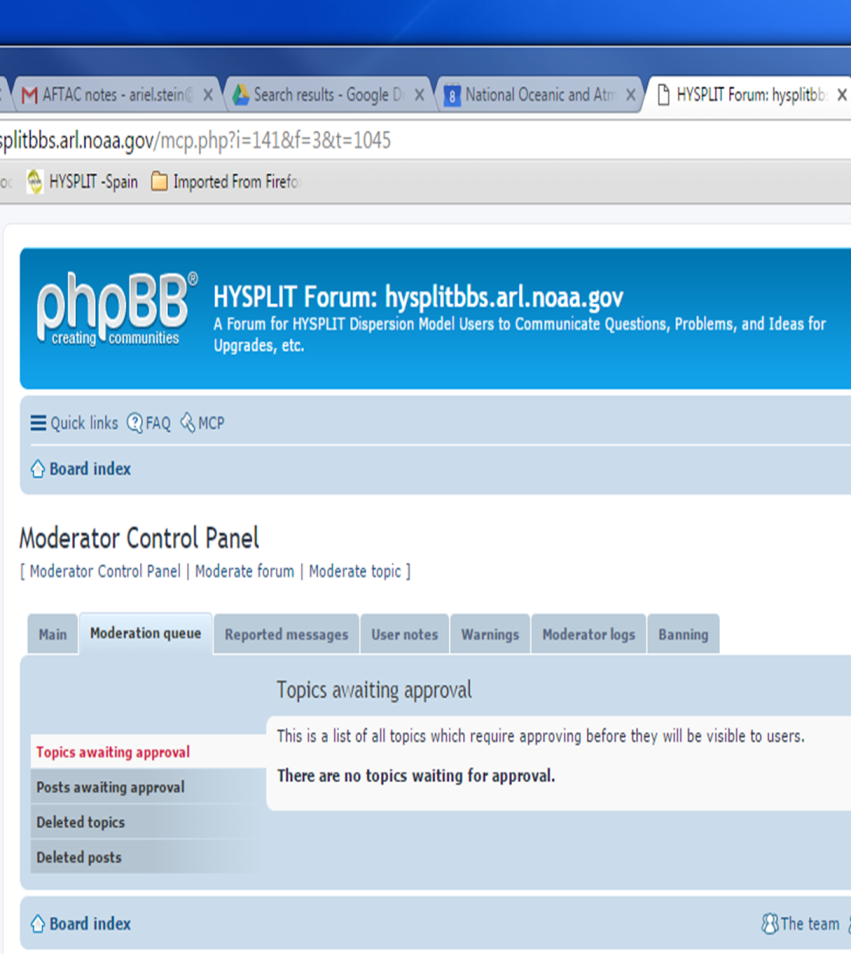 AFTAC notes - ariel.stein@
Search results - Google D
National Oceanic and Atm
HYSPLIT Forum: hysplitbb
splitbbs.arl.noaa.gov/mcp.php?i=141&f=3&t=1045
HYSPLIT -Spain Imported From Firefo
phpBB®
creating communities
HYSPLIT Forum: hysplitbbs.arl.noaa.gov
A Forum for HYSPLIT Dispersion Model Users to Communicate Questions, Problems, and Ideas for
Upgrades, etc.
Quick links FAQ MCP
Board index
Moderator Control Panel
[ Moderator Control Panel | Moderate forum | Moderate topic ]
Main Moderation queue Reported messages User notes Warnings Moderator logs Banning
Topics awaiting approval
This is a list of all topics which require approving before they will be visible to users.
There are no topics waiting for approval.
Topics awaiting approval
Posts awaiting approval
Deleted topics
Deleted posts
Board index
The team